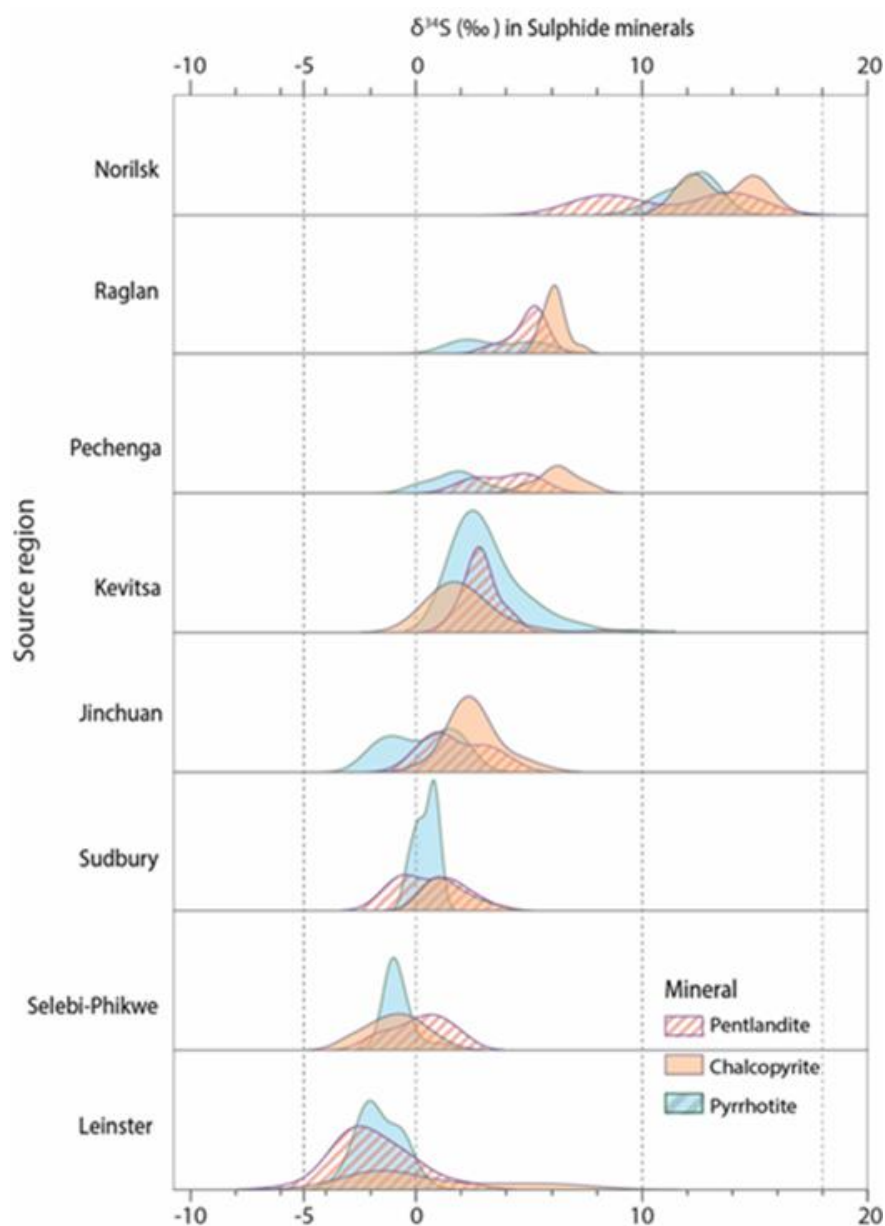 δ³⁴S (‰) in Sulphide minerals
-10 -5 0 10 20
Source region
Norilsk
Raglan
Pechenga
Kevitsa
Jinchuan
Sudbury
Selebi-Phikwe
Leinster
Mineral
Pentlandite
Chalcopyrite
Pyrrhotite
-10 -5 0 10 20